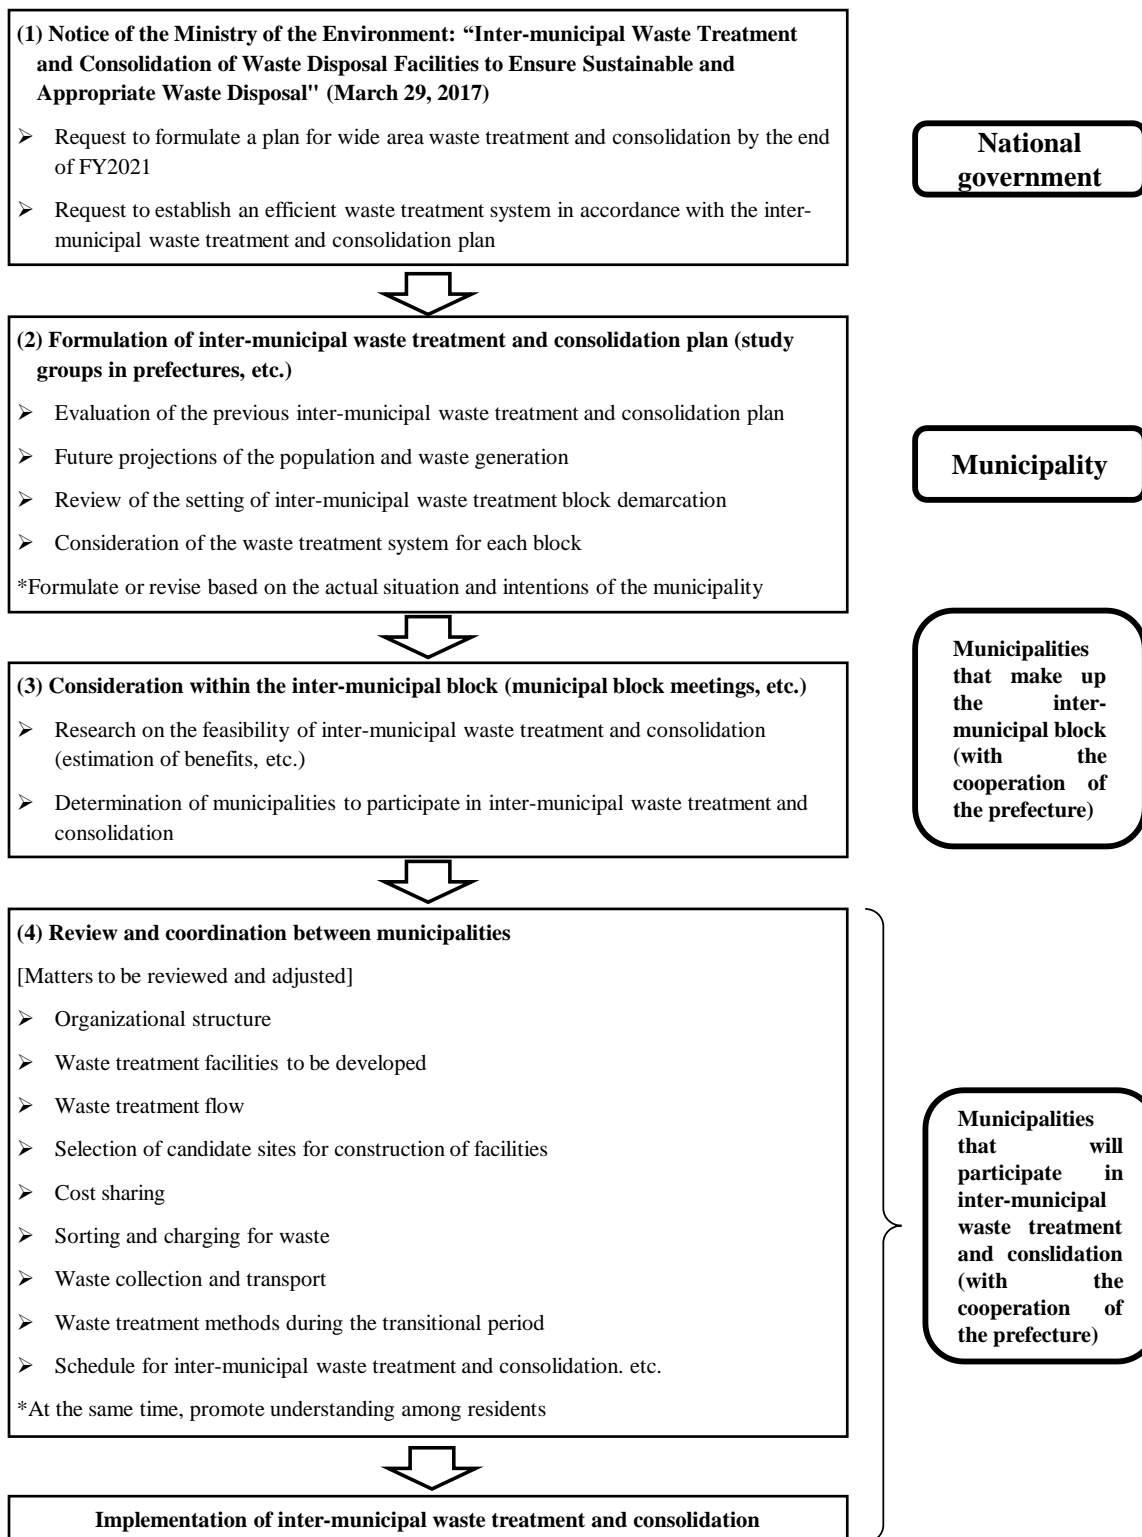 (1) Notice of the Ministry of the Environment: “Inter-municipal Waste Treatment
and Consolidation of Waste Disposal Facilities to Ensure Sustainable and
Appropriate Waste Disposal" (March 29, 2017)
➢ Request to formulate a plan for wide area waste treatment and consolidation by the end
of FY2021
➢ Request to establish an efficient waste treatment system in accordance with the inter-
municipal waste treatment and consolidation plan
National
government
(2) Formulation of inter-municipal waste treatment and consolidation plan (study
groups in prefectures, etc.)
➢ Evaluation of the previous inter-municipal waste treatment and consolidation plan
➢ Future projections of the population and waste generation
➢ Review of the setting of inter-municipal waste treatment block demarcation
➢ Consideration of the waste treatment system for each block
*Formulate or revise based on the actual situation and intentions of the municipality
Municipality
(3) Consideration within the inter-municipal block (municipal block meetings, etc.)
➢ Research on the feasibility of inter-municipal waste treatment and consolidation
(estimation of benefits, etc.)
➢ Determination of municipalities to participate in inter-municipal waste treatment and
consolidation
Municipalities
that make up
the inter-
municipal block
(with the
cooperation of
the prefecture)
(4) Review and coordination between municipalities
[Matters to be reviewed and adjusted]
➢ Organizational structure
➢ Waste treatment facilities to be developed
➢ Waste treatment flow
➢ Selection of candidate sites for construction of facilities
➢ Cost sharing
➢ Sorting and charging for waste
➢ Waste collection and transport
➢ Waste treatment methods during the transitional period
➢ Schedule for inter-municipal waste treatment and consolidation. etc.
*At the same time, promote understanding among residents
Municipalities
that will
participate in
inter-municipal
waste treatment
and conslidation
(with the
cooperation of
the prefecture)
Implementation of inter-municipal waste treatment and consolidation